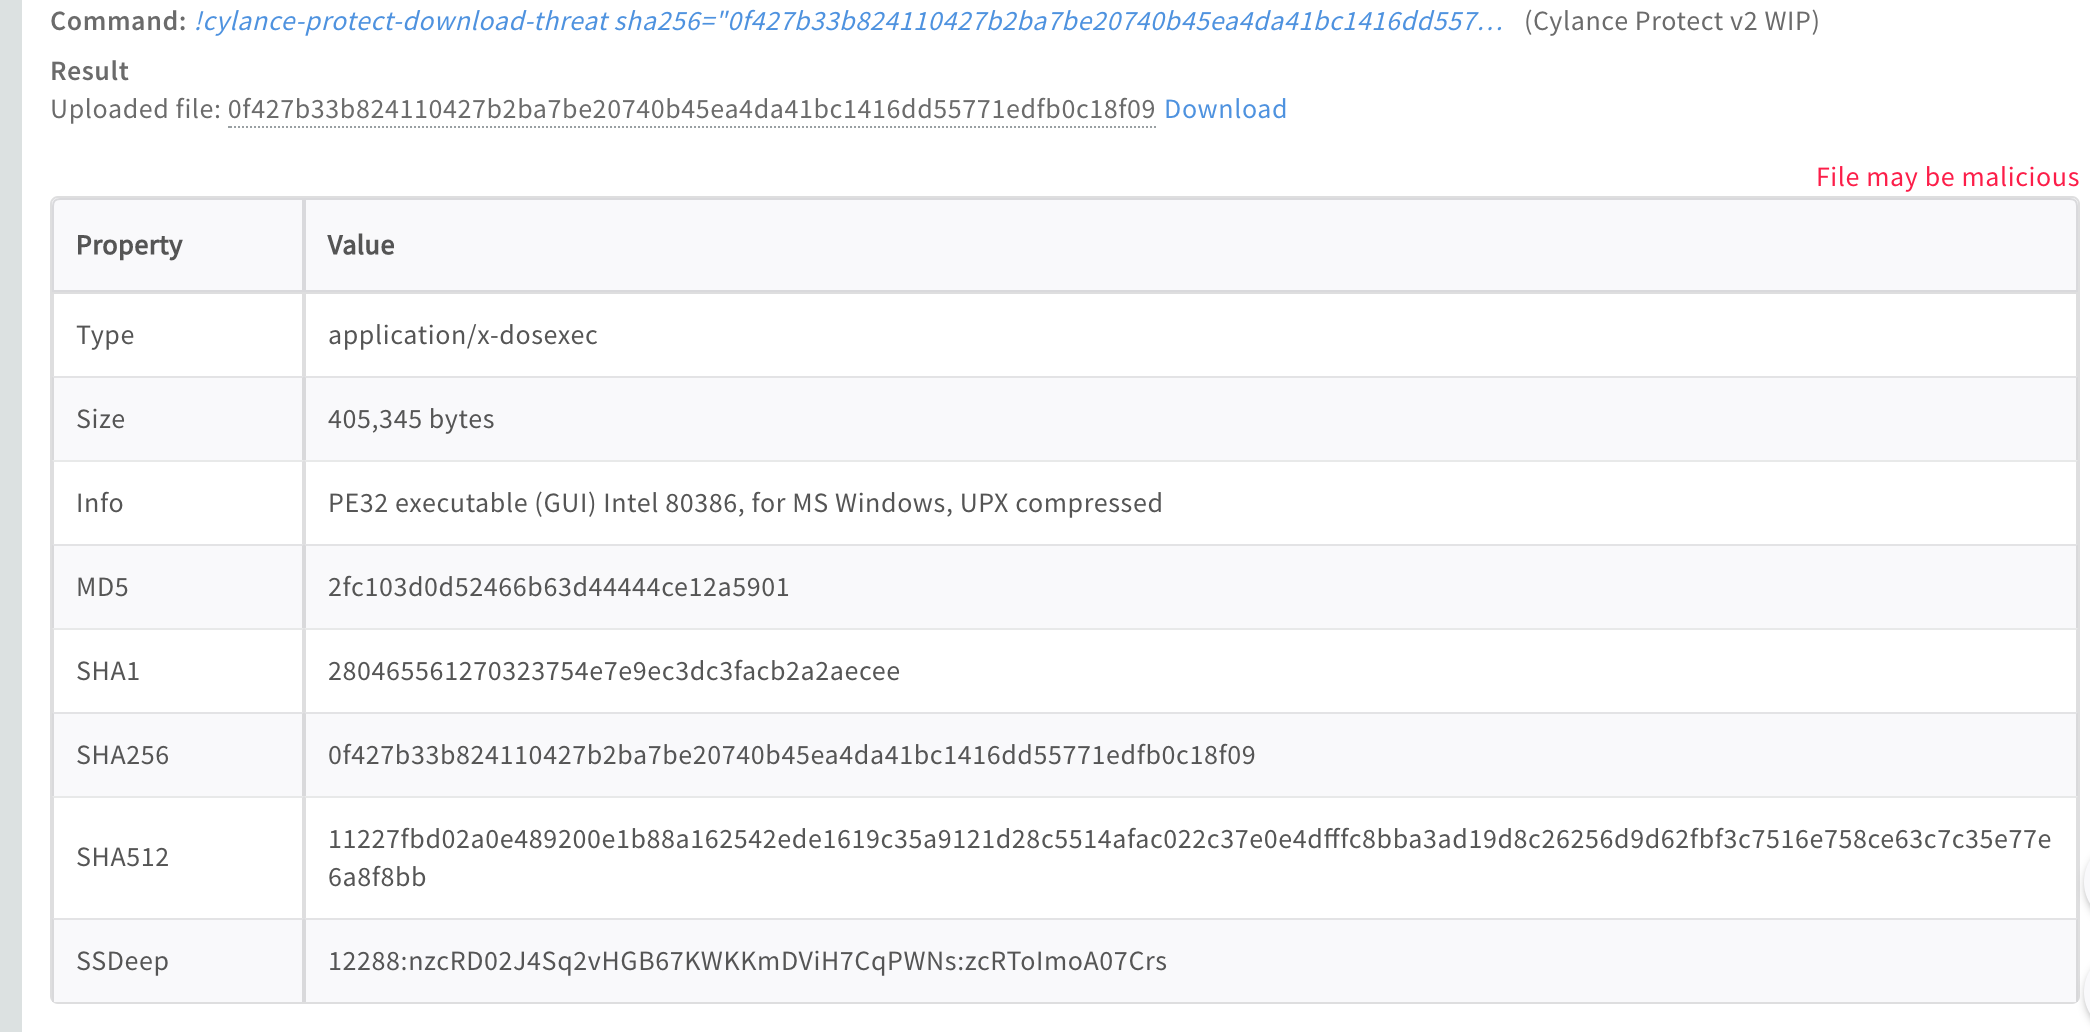 Command: !cylance-protect-download-threat sha256="0f427b33b824110427b2ba7be20740b45ea4da41bc1416dd557... (Cylance Protect v2 WIP)
Result
Uploaded file: 0f427b33b824110427b2ba7be20740b45ea4da41bc1416dd55771edfb0c18f09 Download
File may be malicious
Property Value
Type application/x-dosexec
Size 405,345 bytes
Info PE32 executable (GUI) Intel 80386, for MS Windows, UPX compressed
MD5 2fc103d0d52466b63d44444ce12a5901
SHA1 280465561270323754e7e9ec3dc3facb2a2aecee
SHA256 0f427b33b824110427b2ba7be20740b45ea4da41bc1416dd55771edfb0c18f09
SHA512 11227fbd02a0e489200e1b88a162542ede1619c35a9121d28c5514afac022c37e0e4dfffc8bba3ad19d8c26256d9d62fbf3c7516e758ce63c7c35e77e
6a8f8bb
SSDeep 12288:nzcRD02J4Sq2vHGB67KWKKmDViH7CqPWNs:zcRToImoA07Crs